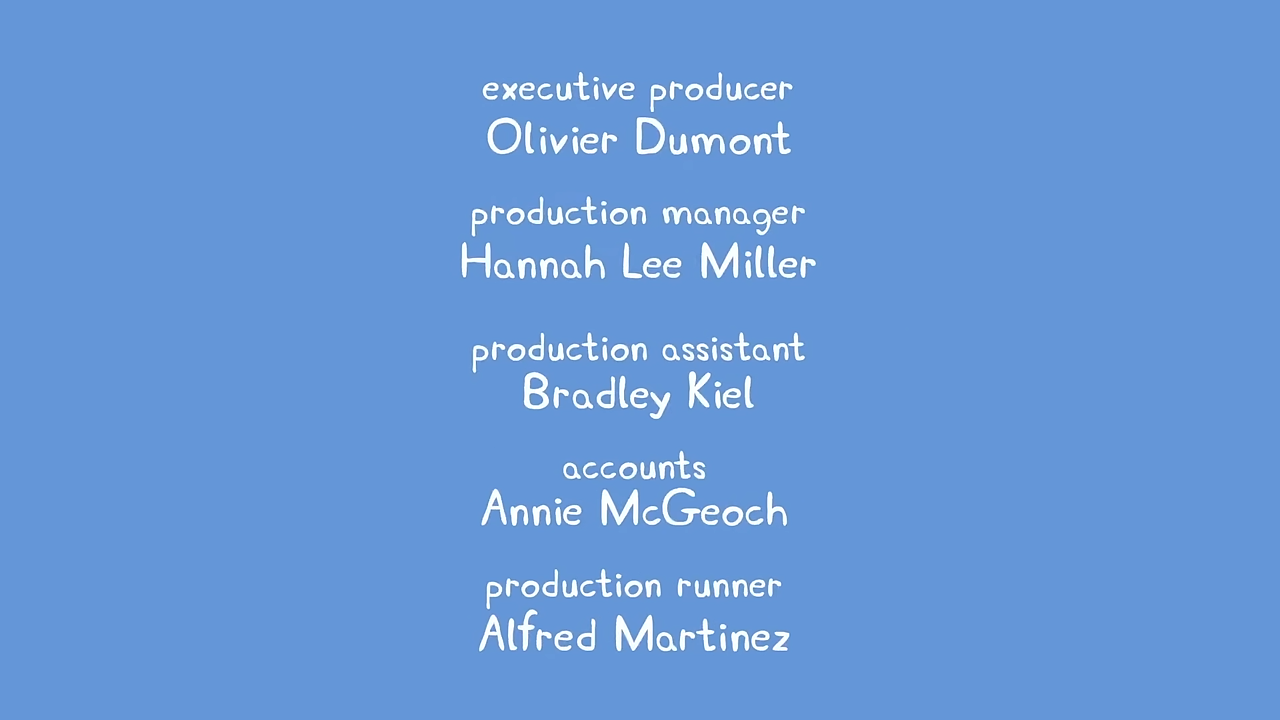 executive producer
Olivier Dumont
production manager
Hannah Lee Miller
production assistant
Bradley Kiel
accounts
Annie McGeoch
production runner
Alfred Martinez